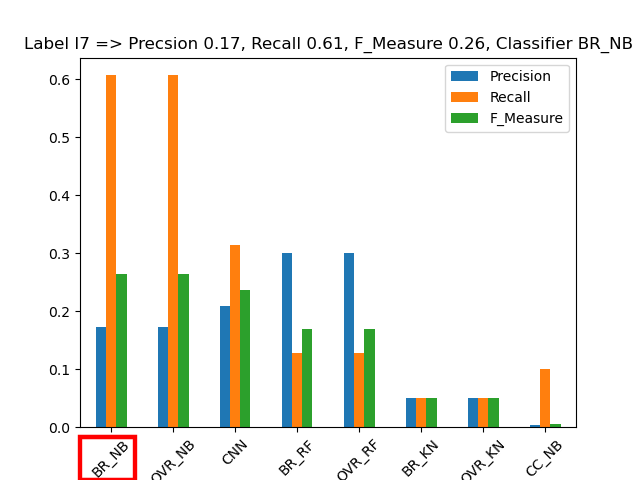 Label I7 => Precsion 0.17, Recall 0.61, F_Measure 0.26, Classifier BR_NB
Precision
Recall
F_Measure
0.6
0.5
0.4
0.3
0.2
0.1
0.0
BR_NB
OVR_NB
CNN
BR_RF
OVR_RF
BR_KN
OVR_KN
CC_NB